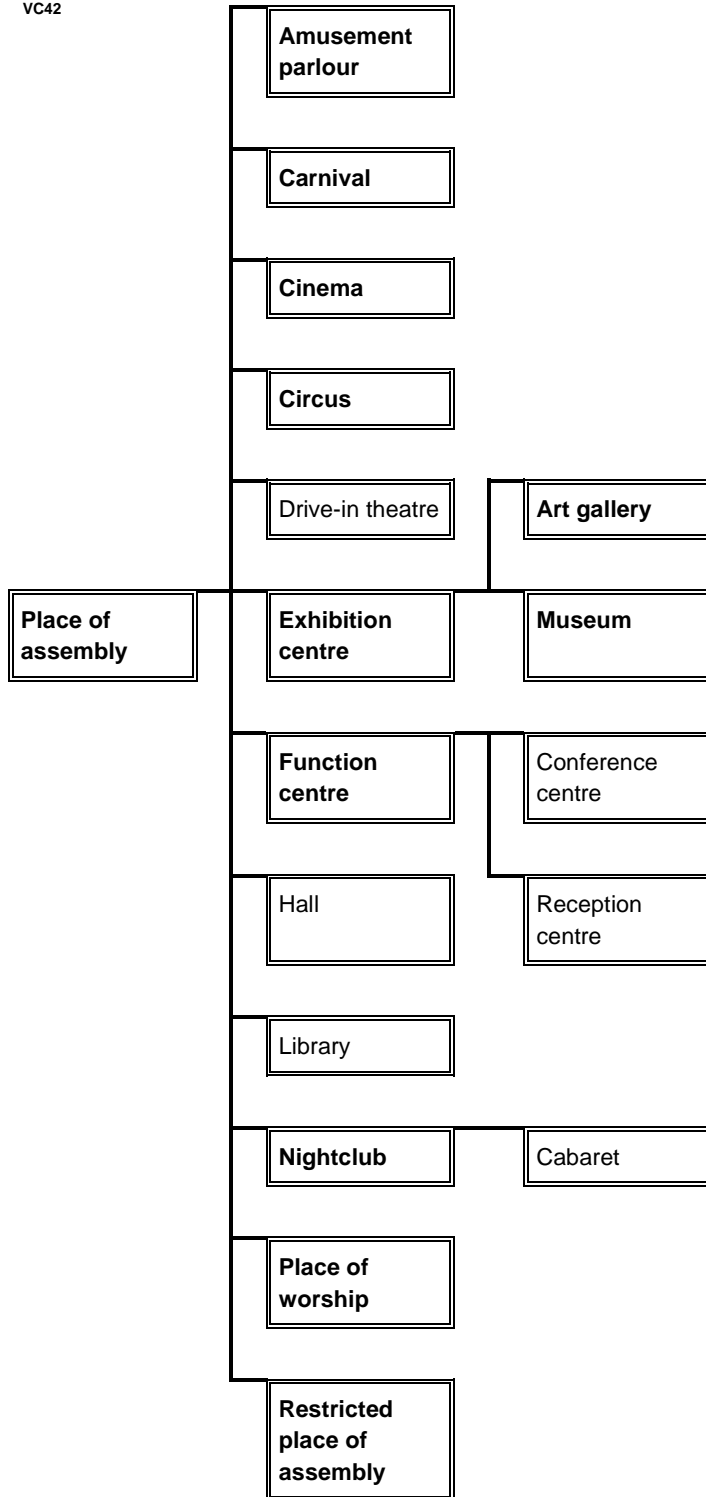 VC42
Amusement
parlour
Carnival
Cinema
Circus
Drive-in theatre
Art gallery
Place of
assembly
Exhibition
centre
Museum
Function
centre
Conference
centre
Hall
Reception
centre
Library
Nightclub
Cabaret
Place of
worship
Restricted
place of
assembly